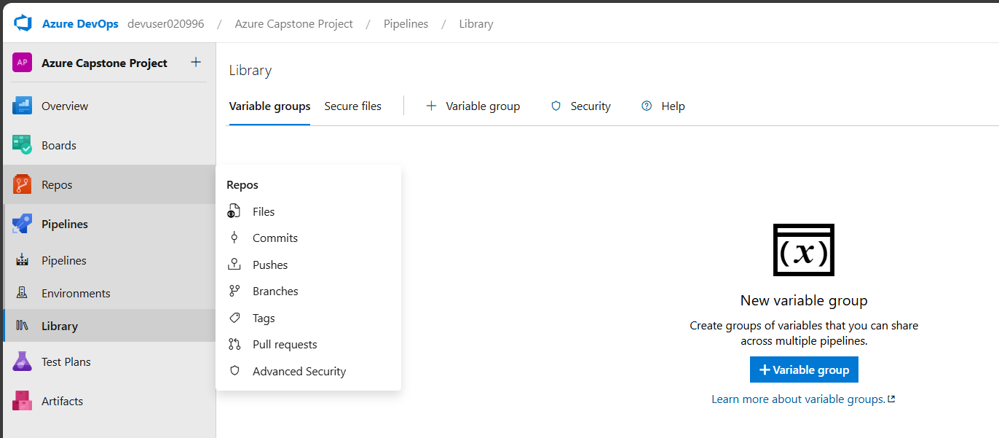 Azure DevOps devuser020996 / Azure Capstone Project / Pipelines / Library
AP Azure Capstone Project +
Overview
Boards
Repos
Pipelines
Pipelines
Environments
Library
Test Plans
Artifacts
Library
Variable groups Secure files + Variable group Security ? Help
Repos
Files
Commits
Pushes
Branches
Tags
Pull requests
Advanced Security
(x)
New variable group
Create groups of variables that you can share
across multiple pipelines.
+ Variable group
Learn more about variable groups.